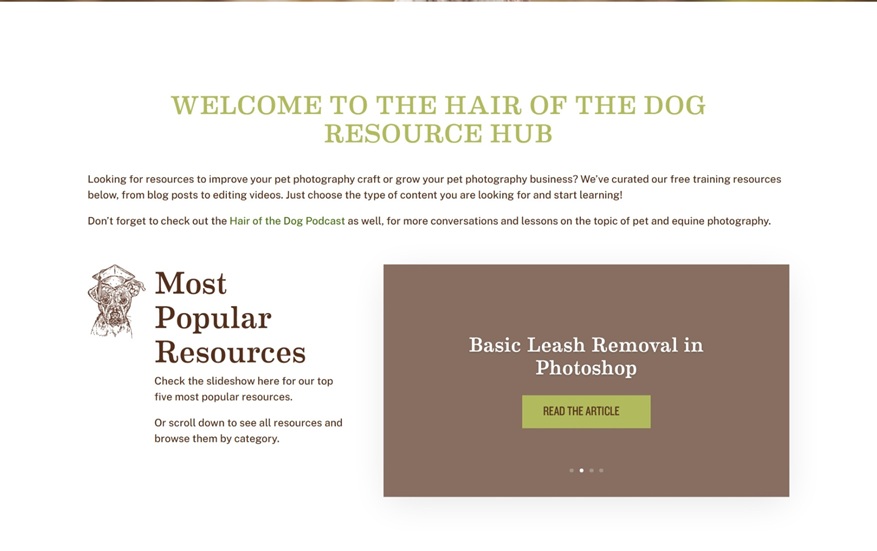 WELCOME TO THE HAIR OF THE DOG
RESOURCE HUB
Looking for resources to improve your pet photography craft or grow your pet photography business? We've curated our free training resources
below, from blog posts to editing videos. Just choose the type of content you are looking for and start learning!
Don't forget to check out the Hair of the Dog Podcast as well, for more conversations and lessons on the topic of pet and equine photography.
Most
Popular
Resources
Check the slideshow here for our top
five most popular resources.
Or scroll down to see all resources and
browse them by category.
Basic Leash Removal in
Photoshop
READ THE ARTICLE